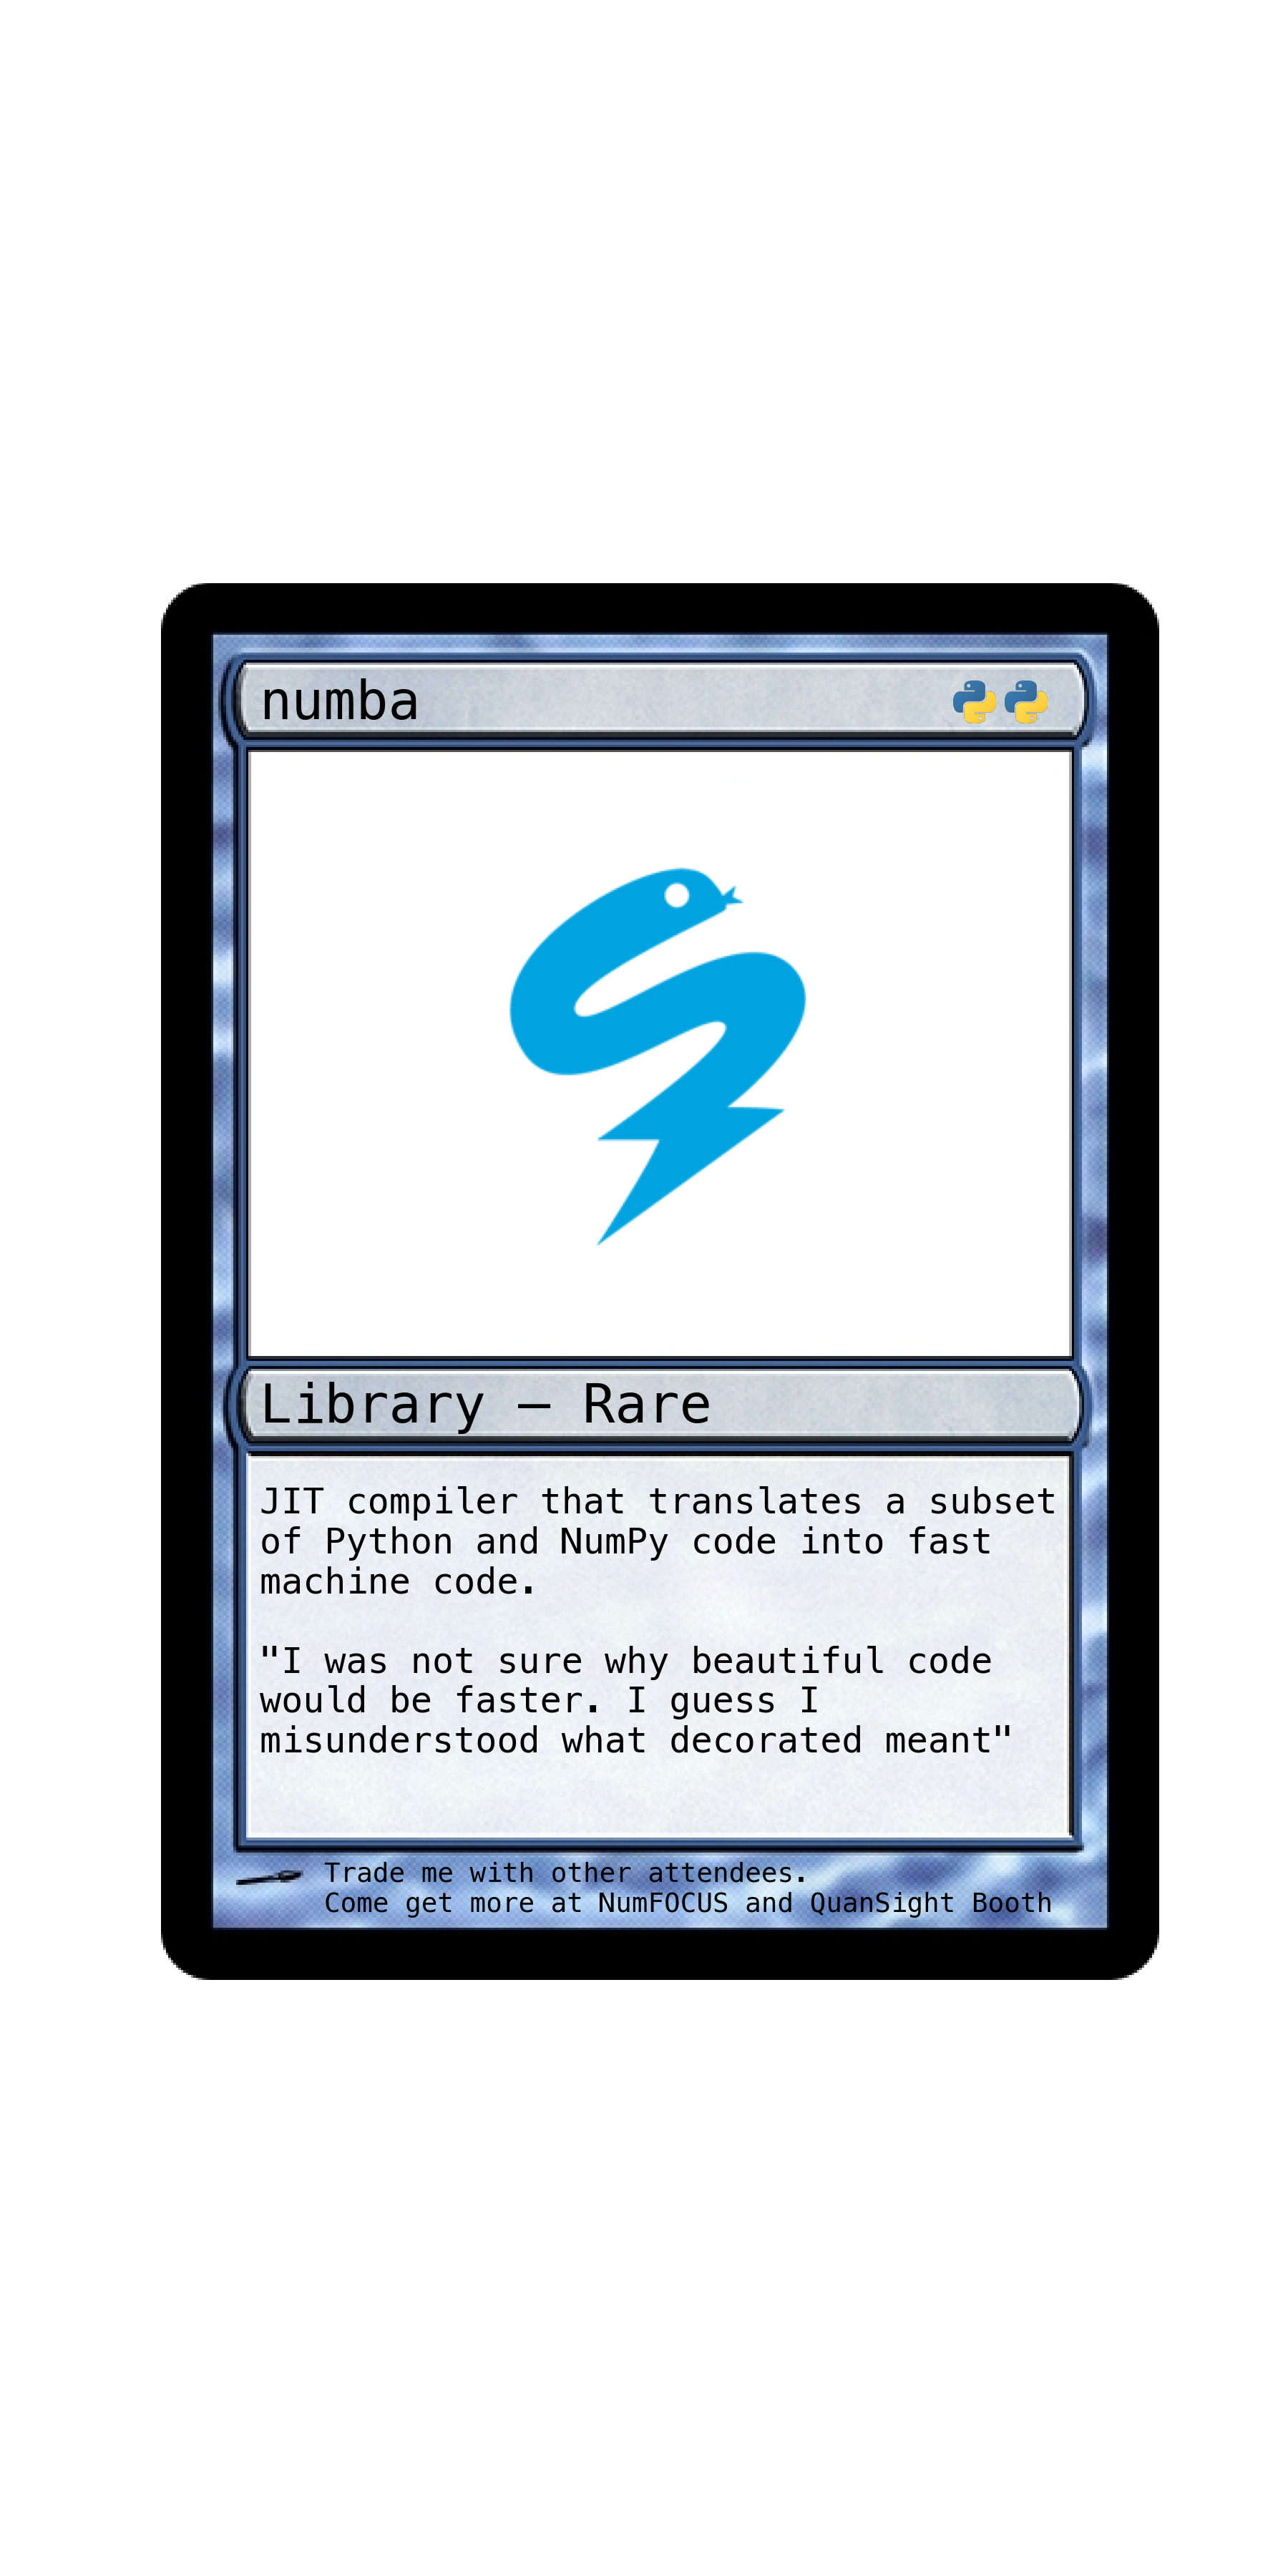 numba
Library – Rare
JIT compiler that translates a subset
of Python and NumPy code into fast
machine code.
"I was not sure why beautiful code
would be faster. I guess I
misunderstood what decorated meant"
Trade me with other attendees.
Come get more at NumFOCUS and QuanSight Booth